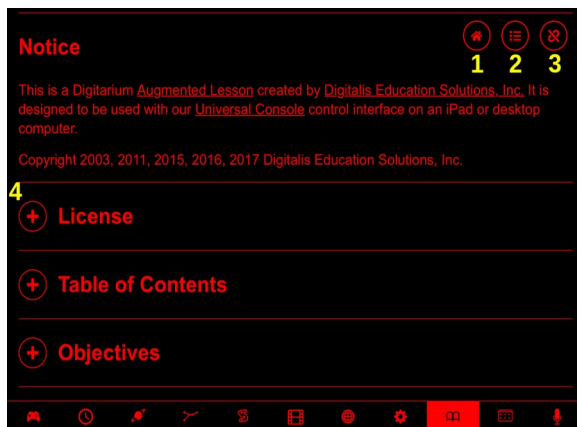 Notice
1 2 3
This is a Digitarium Augmented Lesson created by Digitalis Education Solutions, Inc. It is
designed to be used with our Universal Console control interface on an iPad or desktop
computer.
Copyright 2003, 2011, 2015, 2016, 2017 Digitalis Education Solutions, Inc.
4
License
Table of Contents
Objectives